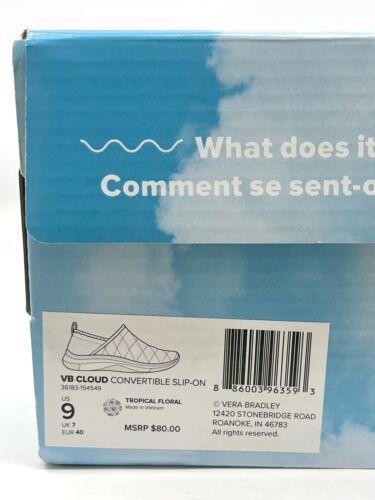 What does it
Comment se sent-o
VB CLOUD CONVERTIBLE SLIP-ON
36183-154549
US
9
UK 7
EUR 40
TROPICAL FLORAL
Made in Vietnam
MSRP $80.00
8 86003 96359 3
© VERA BRADLEY
12420 STONEBRIDGE ROAD
ROANOKE, IN 46783
All rights reserved.